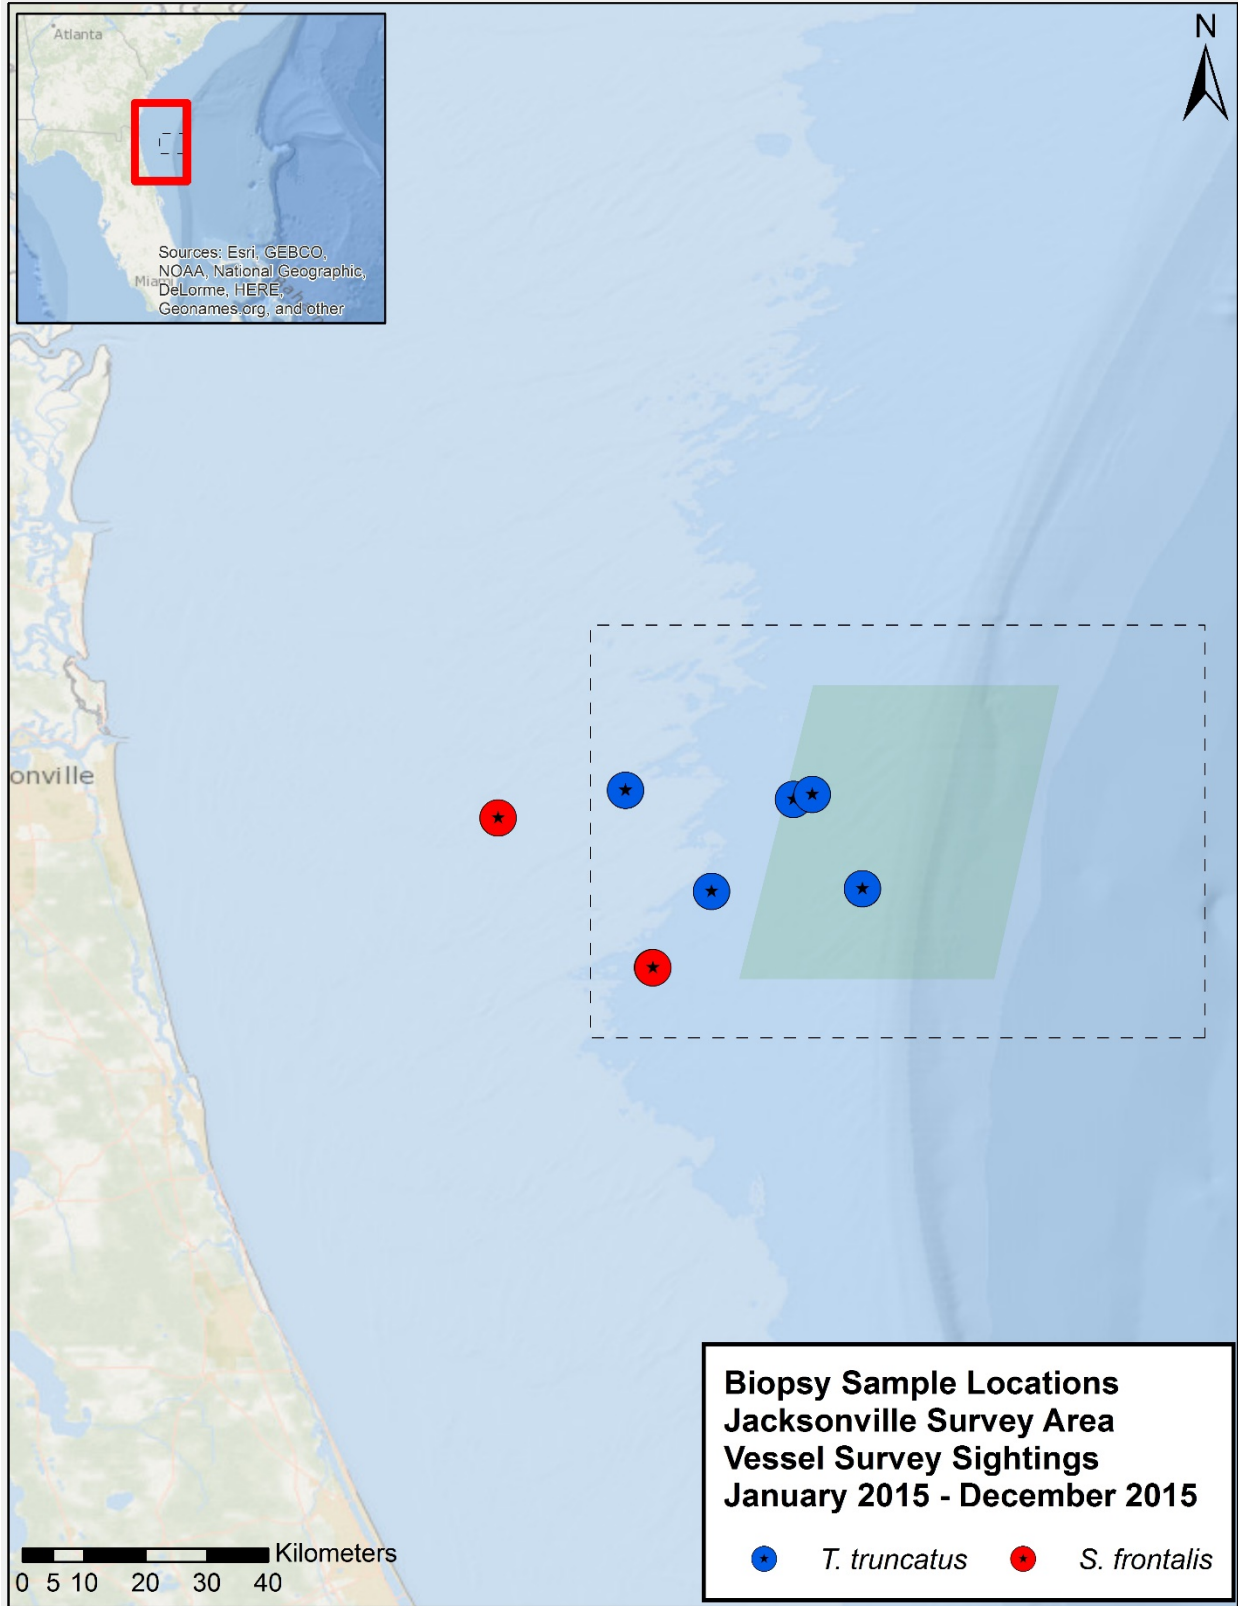 Atlanta
Sources: Esri, GEBCO,
NOAA, National Geographic,
Miami
DeLorme, HERE,
Geonames.org, and other
N
onville
Biopsy Sample Locations
Jacksonville Survey Area
Vessel Survey Sightings
January 2015 - December 2015
T. truncatus S. frontalis
Kilometers
0 5 10 20 30 40